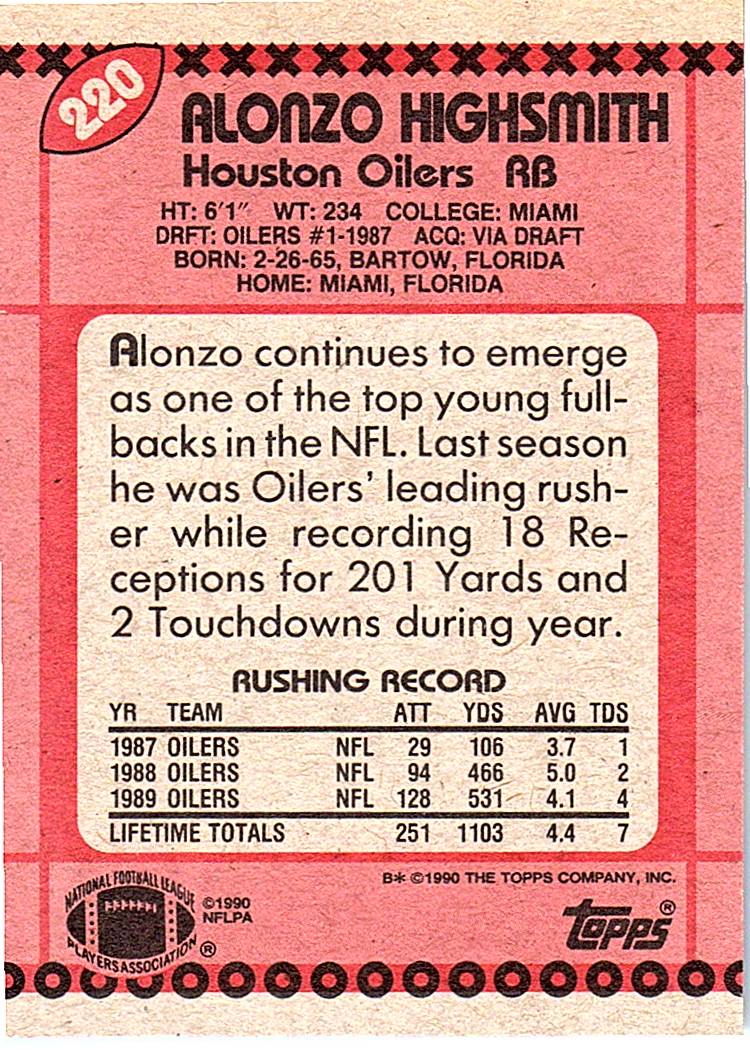 220
ALONZO HIGHSMITH
Houston Oilers RB
HT: 6'1" WT: 234 COLLEGE: MIAMI
DRFT: OILERS #1-1987 ACQ: VIA DRAFT
BORN: 2-26-65, BARTOW, FLORIDA
HOME: MIAMI, FLORIDA
Alonzo continues to emerge
as one of the top young full-
backs in the NFL. Last season
he was Oilers' leading rush-
er while recording 18 Re-
ceptions for 201 Yards and
2 Touchdowns during year.
RUSHING RECORD
YR TEAM ATT YDS AVG TDS
1987 OILERS NFL 29 106 3.7 1
1988 OILERS NFL 94 466 5.0 2
1989 OILERS NFL 128 531 4.1 4
LIFETIME TOTALS 251 1103 4.4 7
B* ©1990 THE TOPPS COMPANY, INC.
NATIONAL FOOTBALL LEAGUE
PLAYERS ASSOCIATION ®
©1990
NFLPA
topps ®